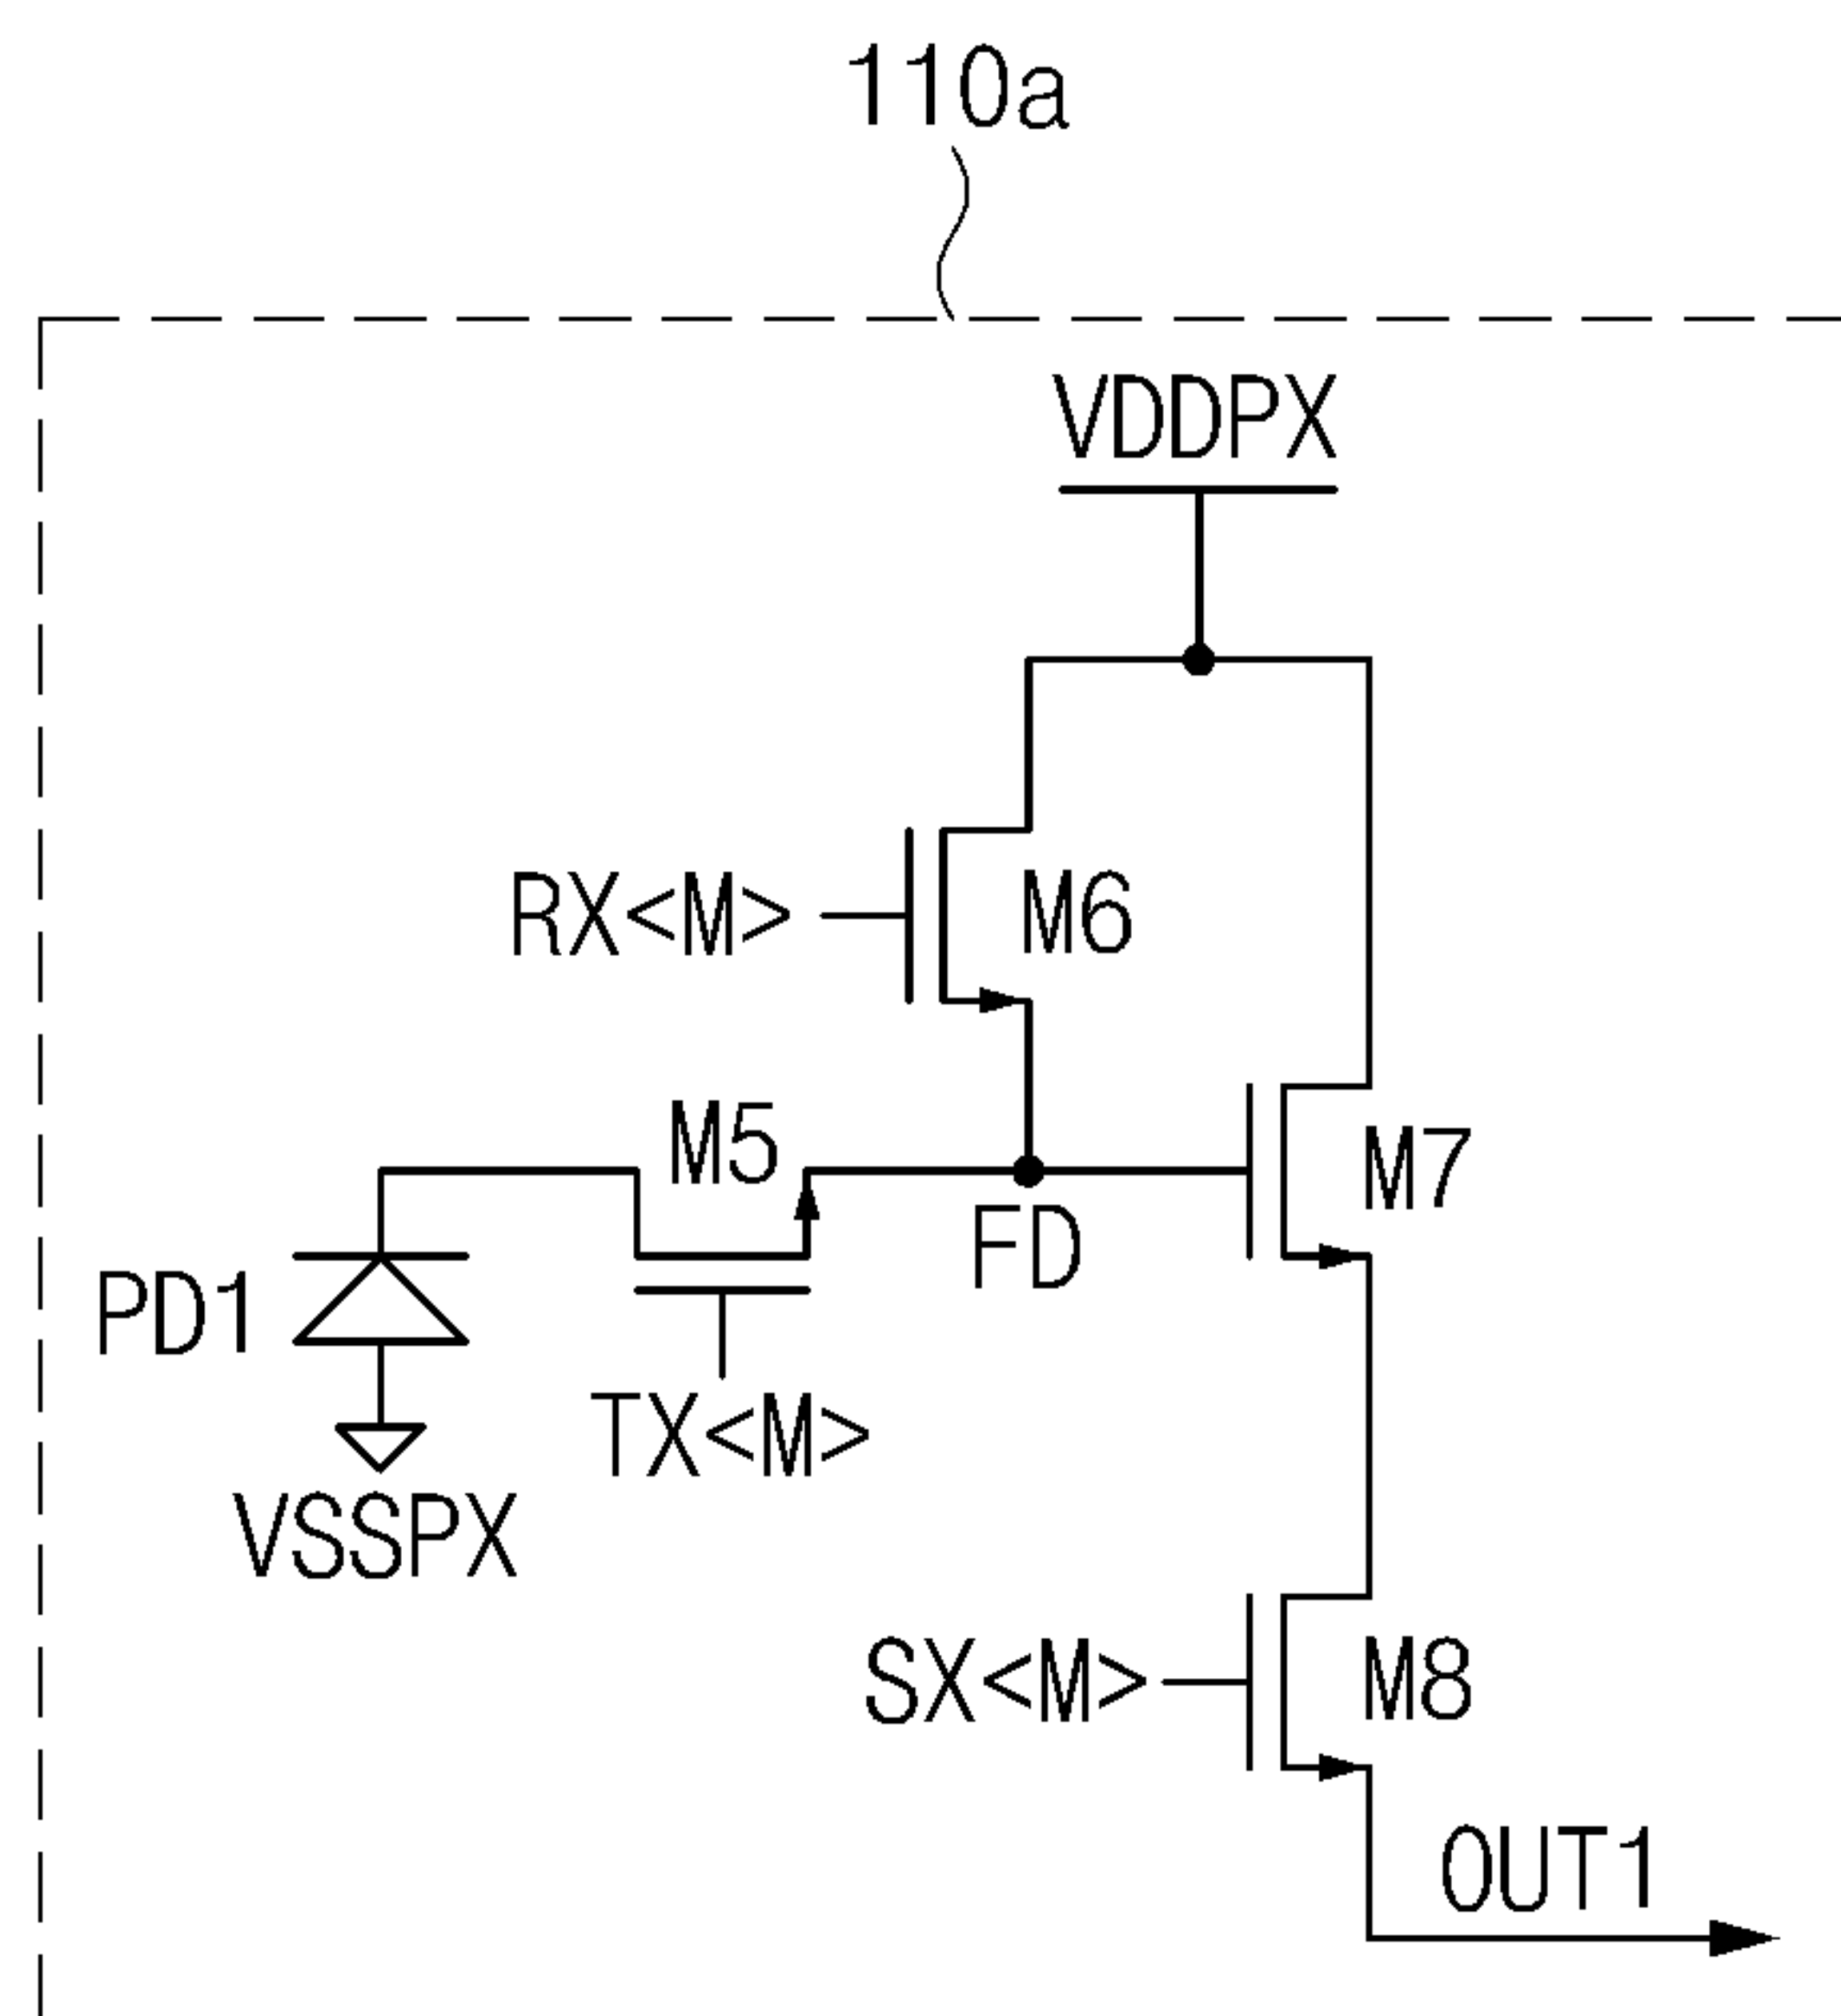 110a
VDDPX
RX<M>
M6
M5
M7
FD
PD1
TX<M>
VSSPX
SX<M>
M8
OUT1